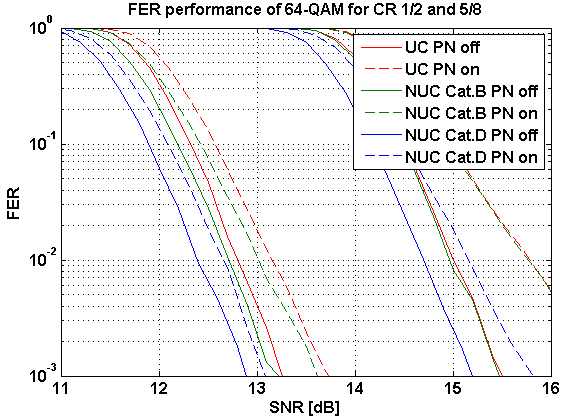 FER performance of 64-QAM for CR 1/2 and 5/8
10^0
10^-1
10^-2
10^-3
FER
UC PN off
UC PN on
NUC Cat.B PN off
NUC Cat.B PN on
NUC Cat.D PN off
NUC Cat.D PN on
11 12 13 14 15 16
SNR [dB]